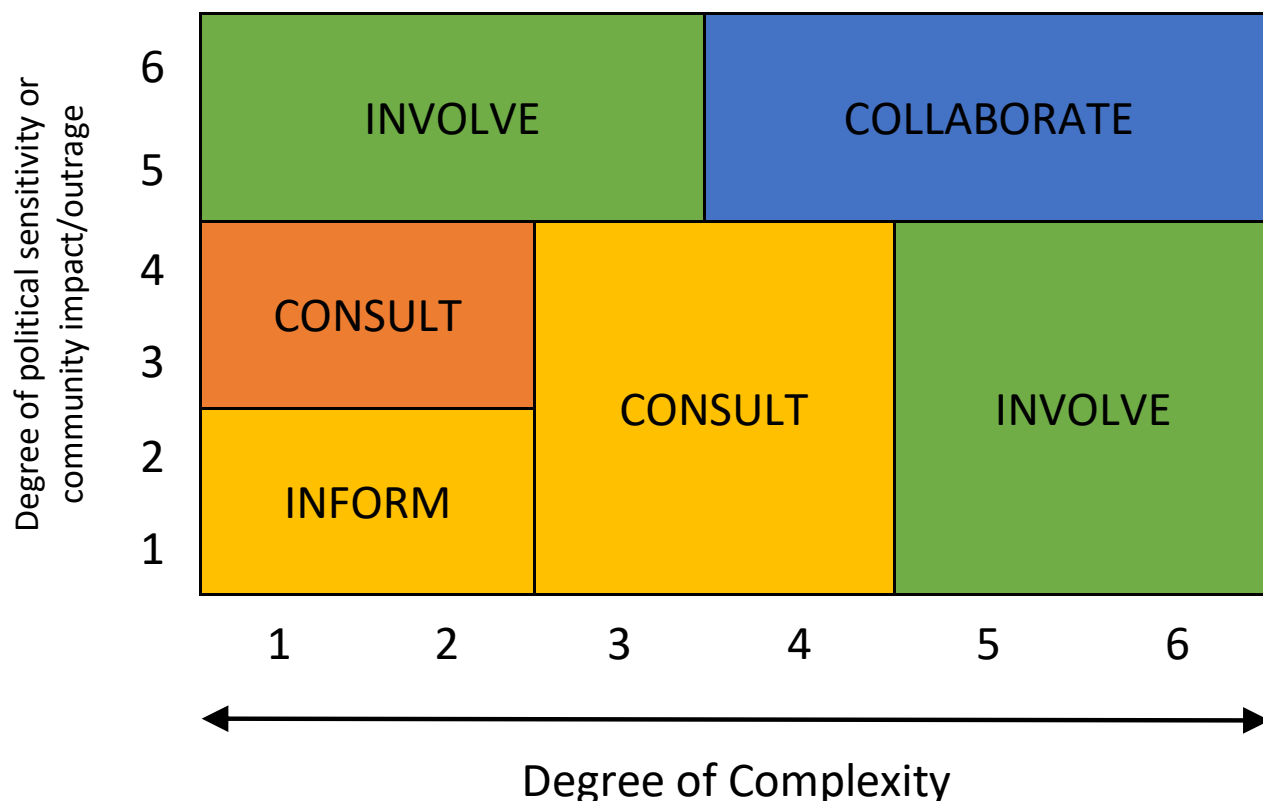 Degree of political sensitivity or
community impact/outrage
6
5
4
3
2
1
INVOLVE
COLLABORATE
CONSULT
CONSULT
INVOLVE
INFORM
1 2 3 4 5 6
Degree of Complexity